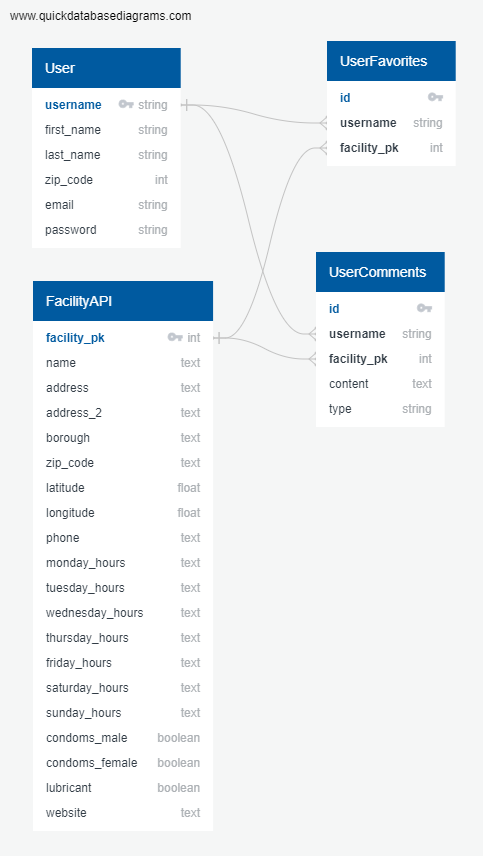 www.quickdatabasediagrams.com
User
username string
first_name string
last_name string
zip_code int
email string
password string
UserFavorites
id
username string
facility_pk int
UserComments
id
username string
facility_pk int
content text
type string
FacilityAPI
facility_pk int
name text
address text
address_2 text
borough text
zip_code text
latitude float
longitude float
phone text
monday_hours text
tuesday_hours text
wednesday_hours text
thursday_hours text
friday_hours text
saturday_hours text
sunday_hours text
condoms_male boolean
condoms_female boolean
lubricant boolean
website text